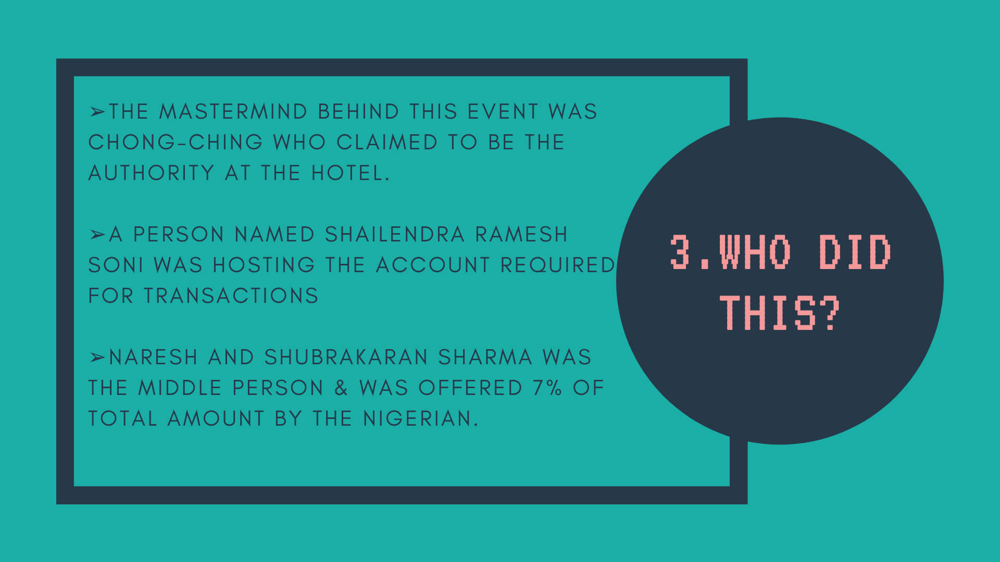 ➢THE MASTERMIND BEHIND THIS EVENT WAS
CHONG-CHING WHO CLAIMED TO BE THE
AUTHORITY AT THE HOTEL.
➢A PERSON NAMED SHAILENDRA RAMESH
SONI WAS HOSTING THE ACCOUNT REQUIRED
FOR TRANSACTIONS
➢NARESH AND SHUBRAKARAN SHARMA WAS
THE MIDDLE PERSON & WAS OFFERED 7% OF
TOTAL AMOUNT BY THE NIGERIAN.
3.WHO DID
THIS?